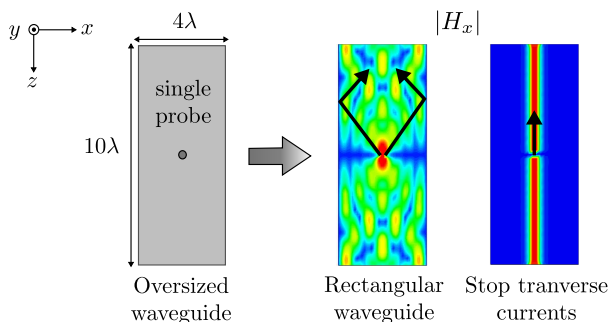 y
x
z
4λ
10λ
single
probe
Oversized
waveguide
|Hₓ|
Rectangular
waveguide
Stop tranverse
currents